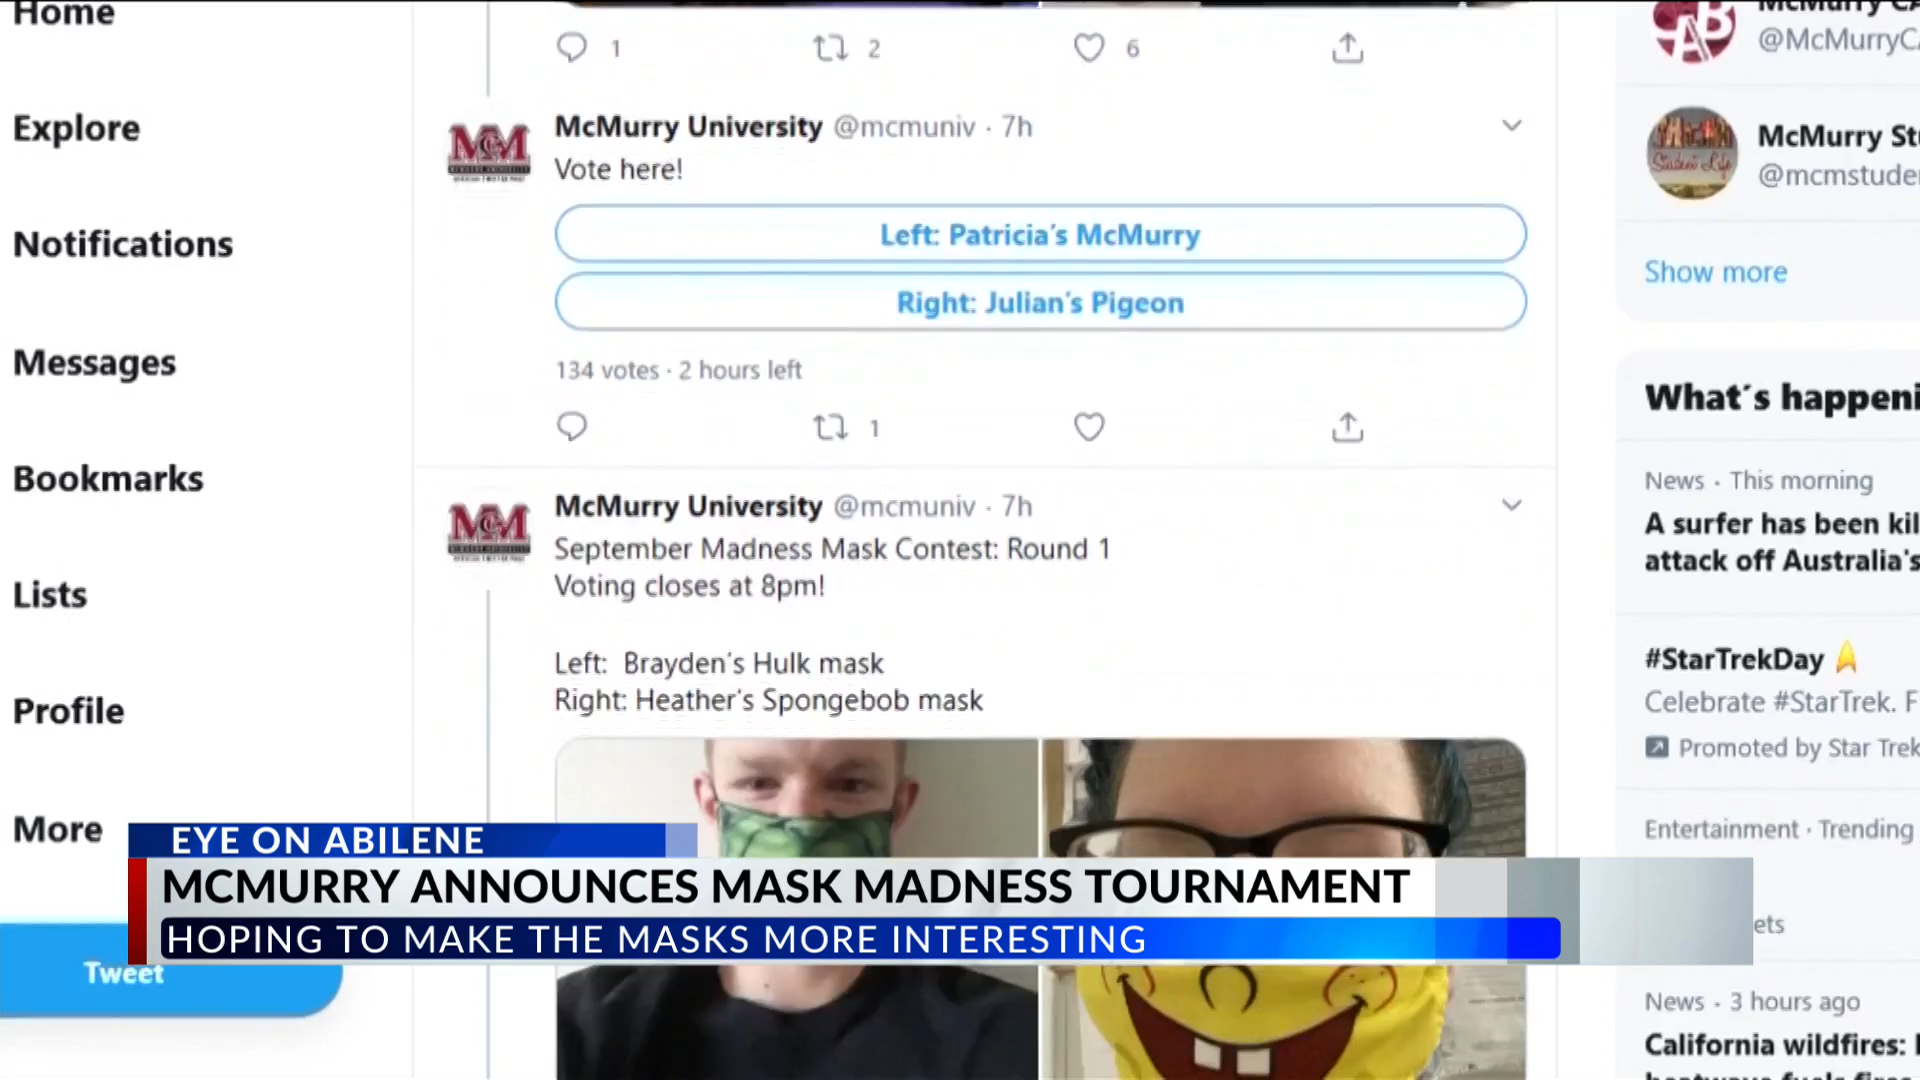 Home
Explore
Notifications
Messages
Bookmarks
Lists
Profile
More
Tweet
1
2
6
McMurry University @mcmuniv · 7h
Vote here!
Left: Patricia's McMurry
Right: Julian's Pigeon
134 votes · 2 hours left
1
McMurry University @mcmuniv · 7h
September Madness Mask Contest: Round 1
Voting closes at 8pm!
Left: Brayden's Hulk mask
Right: Heather's Spongebob mask
EYE ON ABILENE
MCMURRY ANNOUNCES MASK MADNESS TOURNAMENT
HOPING TO MAKE THE MASKS MORE INTERESTING
McMurry CA
@McMurryCA
McMurry St
@mcmstude
Student Life
Show more
What's happeni
News · This morning
A surfer has been kil
attack off Australia's
#StarTrekDay
Celebrate #StarTrek. F
Promoted by Star Trek
Entertainment · Trending
ets
News · 3 hours ago
California wildfires: